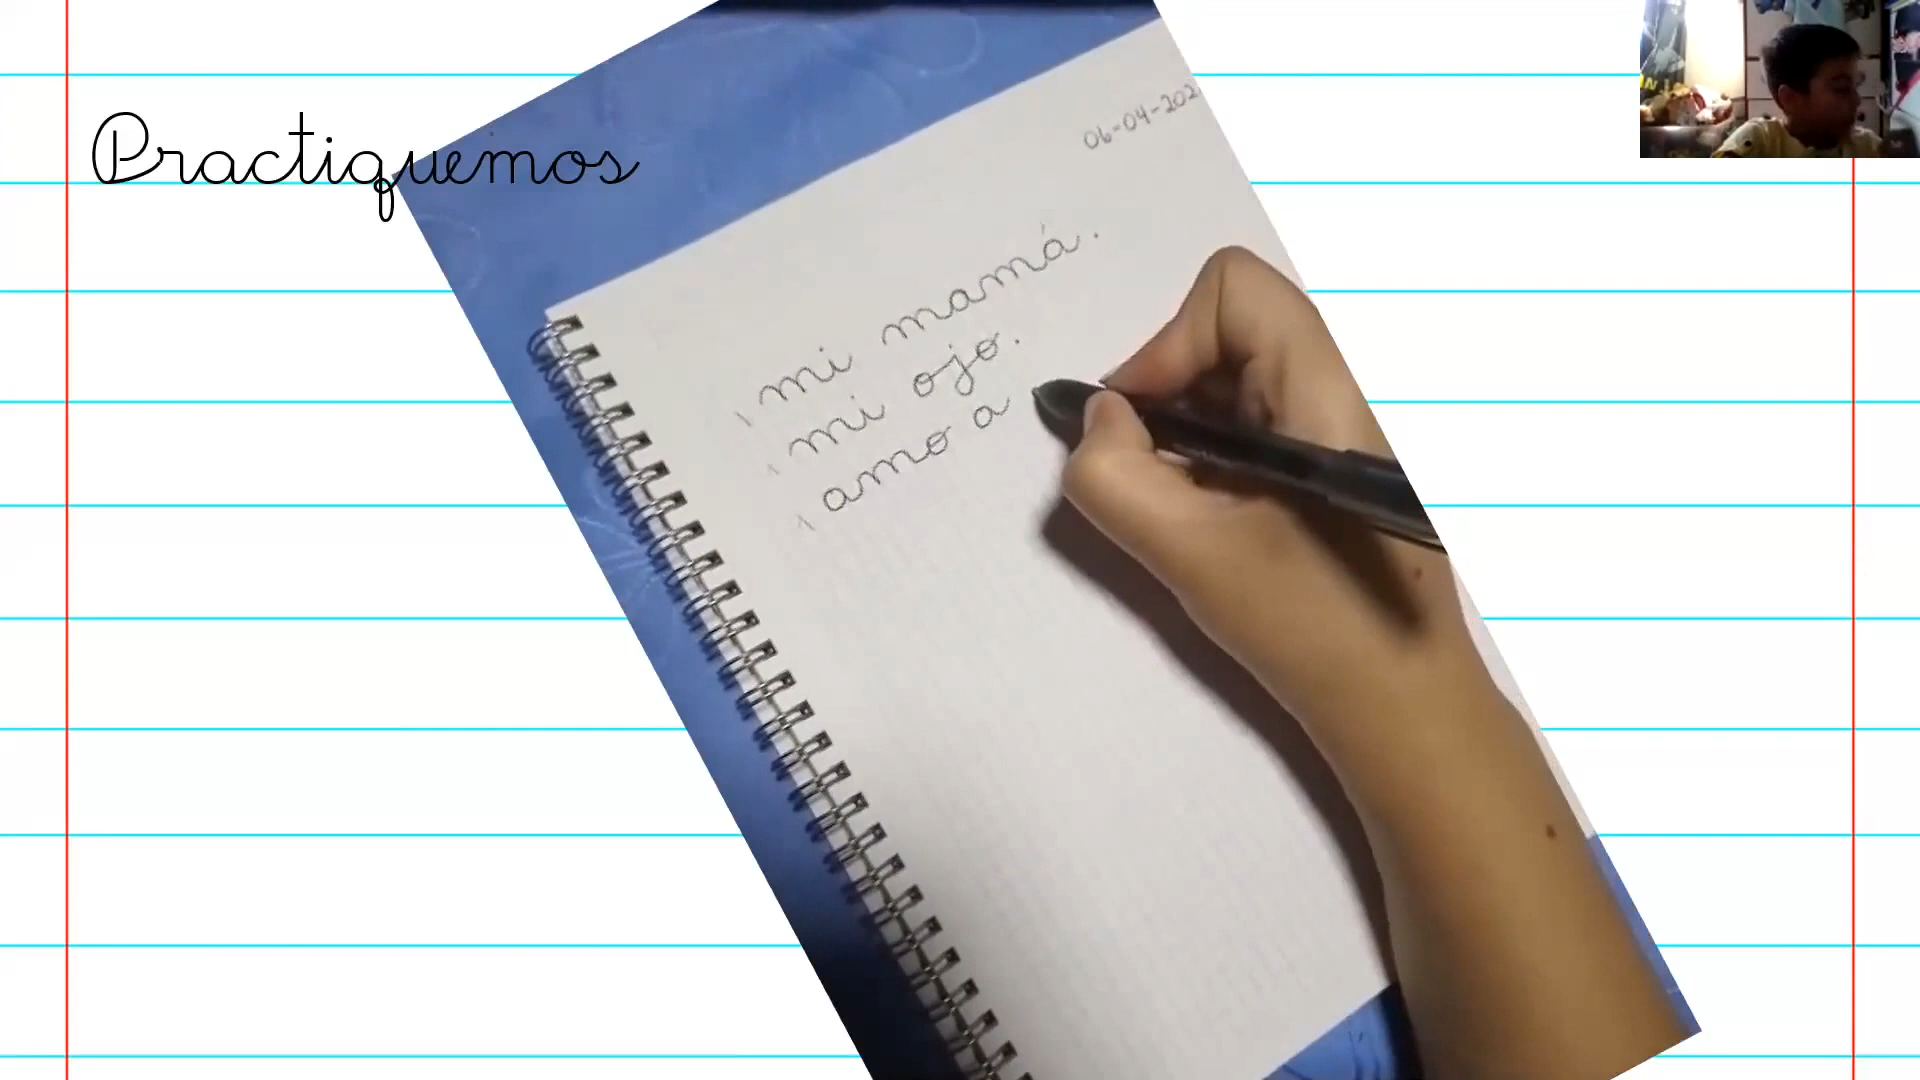 Practiquemos
06-04-202
mi mamá.
mi ojo.
amo a